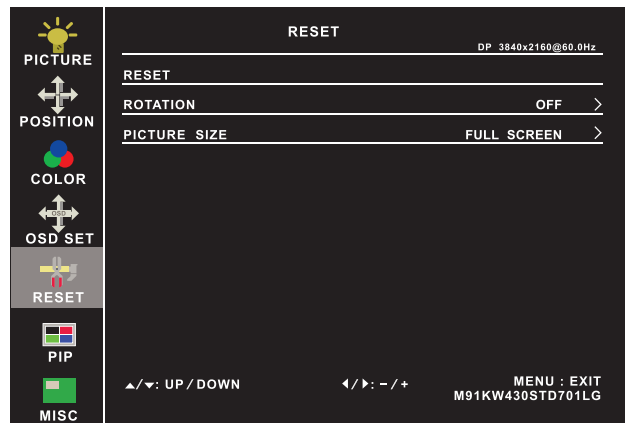 PICTURE
POSITION
COLOR
OSD
OSD SET
RESET
PIP
MISC
RESET
DP 3840x2160@60.0Hz
RESET
ROTATION OFF >
PICTURE SIZE FULL SCREEN >
▲/▼: UP / DOWN ◀/▶: – / + MENU : EXIT
M91KW430STD701LG